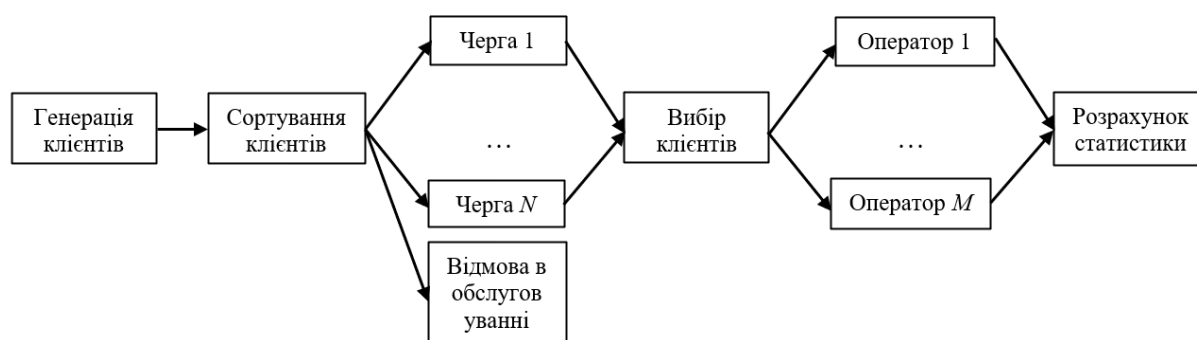 Генерація
клієнтів
Сортування
клієнтів
Черга 1
...
Черга N
Відмова в
обслугов
уванні
Вибір
клієнтів
Оператор 1
...
Оператор M
Розрахунок
статистики